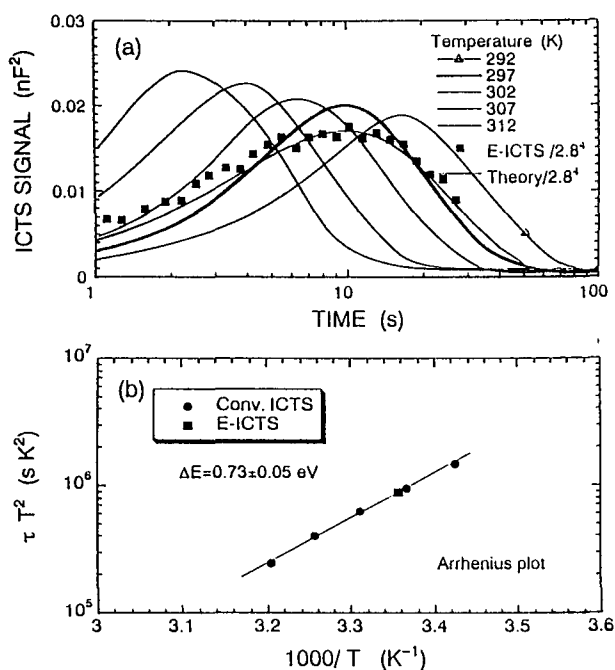 (a)
Temperature (K)
292
297
302
307
312
E-ICTS /2.8⁴
Theory/2.8⁴
ICTS SIGNAL (nF²)
0.03
0.02
0.01
0
1
10
100
TIME (s)
(b)
Conv. ICTS
E-ICTS
ΔE=0.73±0.05 eV
Arrhenius plot
τ T² (s K²)
10⁷
10⁶
10⁵
3 3.1 3.2 3.3 3.4 3.5 3.6
1000/ T (K⁻¹)